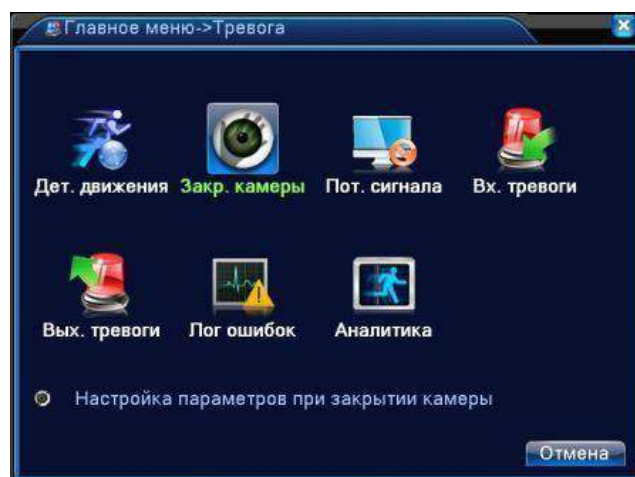 Главное меню->Тревога
Дет. движения Закр. камеры Пот. сигнала Вх. тревоги
Вых. тревоги Лог ошибок Аналитика
Настройка параметров при закрытии камеры
Отмена